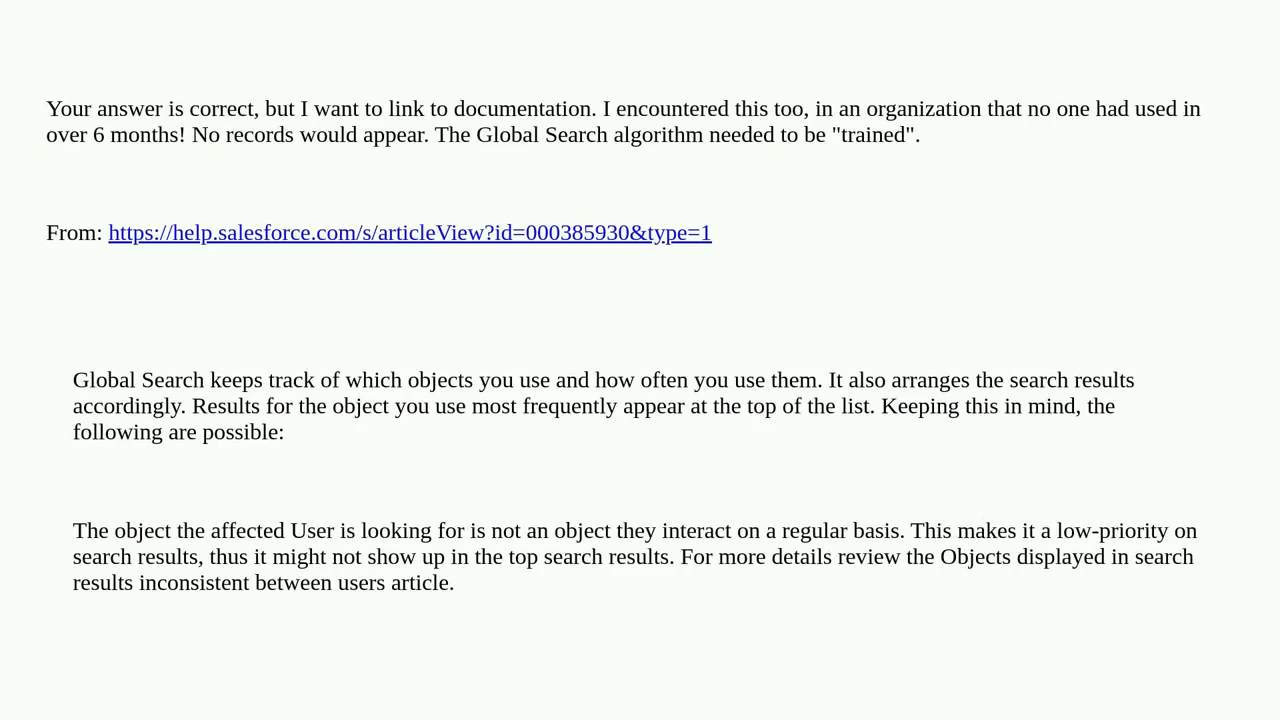 Your answer is correct, but I want to link to documentation. I encountered this too, in an organization that no one had used in
over 6 months! No records would appear. The Global Search algorithm needed to be "trained".
From: https://help.salesforce.com/s/articleView?id=000385930&type=1
Global Search keeps track of which objects you use and how often you use them. It also arranges the search results
accordingly. Results for the object you use most frequently appear at the top of the list. Keeping this in mind, the
following are possible:
The object the affected User is looking for is not an object they interact on a regular basis. This makes it a low-priority on
search results, thus it might not show up in the top search results. For more details review the Objects displayed in search
results inconsistent between users article.